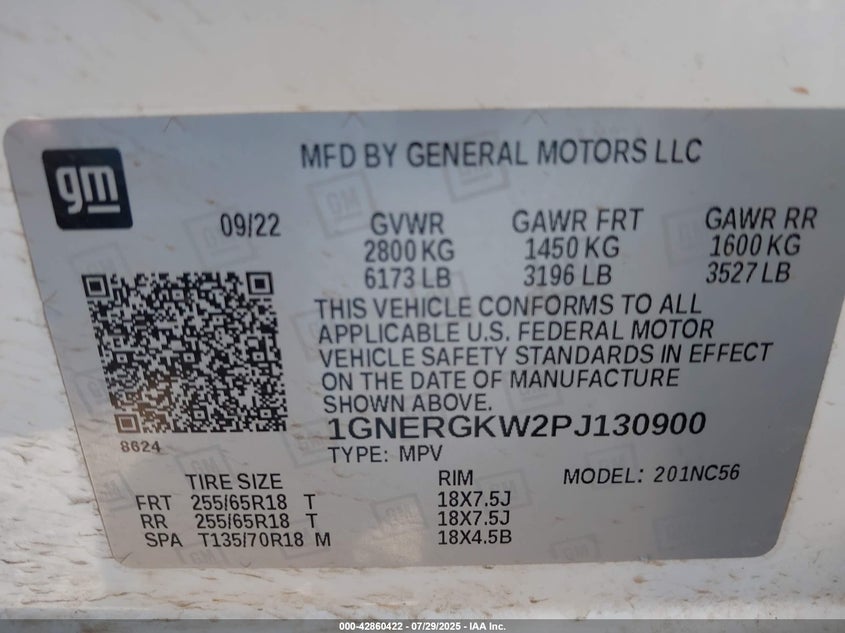 gm
MFD BY GENERAL MOTORS LLC
09/22 GVWR GAWR FRT GAWR RR
2800 KG 1450 KG 1600 KG
6173 LB 3196 LB 3527 LB
THIS VEHICLE CONFORMS TO ALL
APPLICABLE U.S. FEDERAL MOTOR
VEHICLE SAFETY STANDARDS IN EFFECT
ON THE DATE OF MANUFACTURE
SHOWN ABOVE.
1GNERGKW2PJ130900
8624
TYPE: MPV
TIRE SIZE RIM MODEL: 201NC56
FRT 255/65R18 T 18X7.5J
RR 255/65R18 T 18X7.5J
SPA T135/70R18 M 18X4.5B
000-42860422 - 07/29/2025 - IAA Inc.